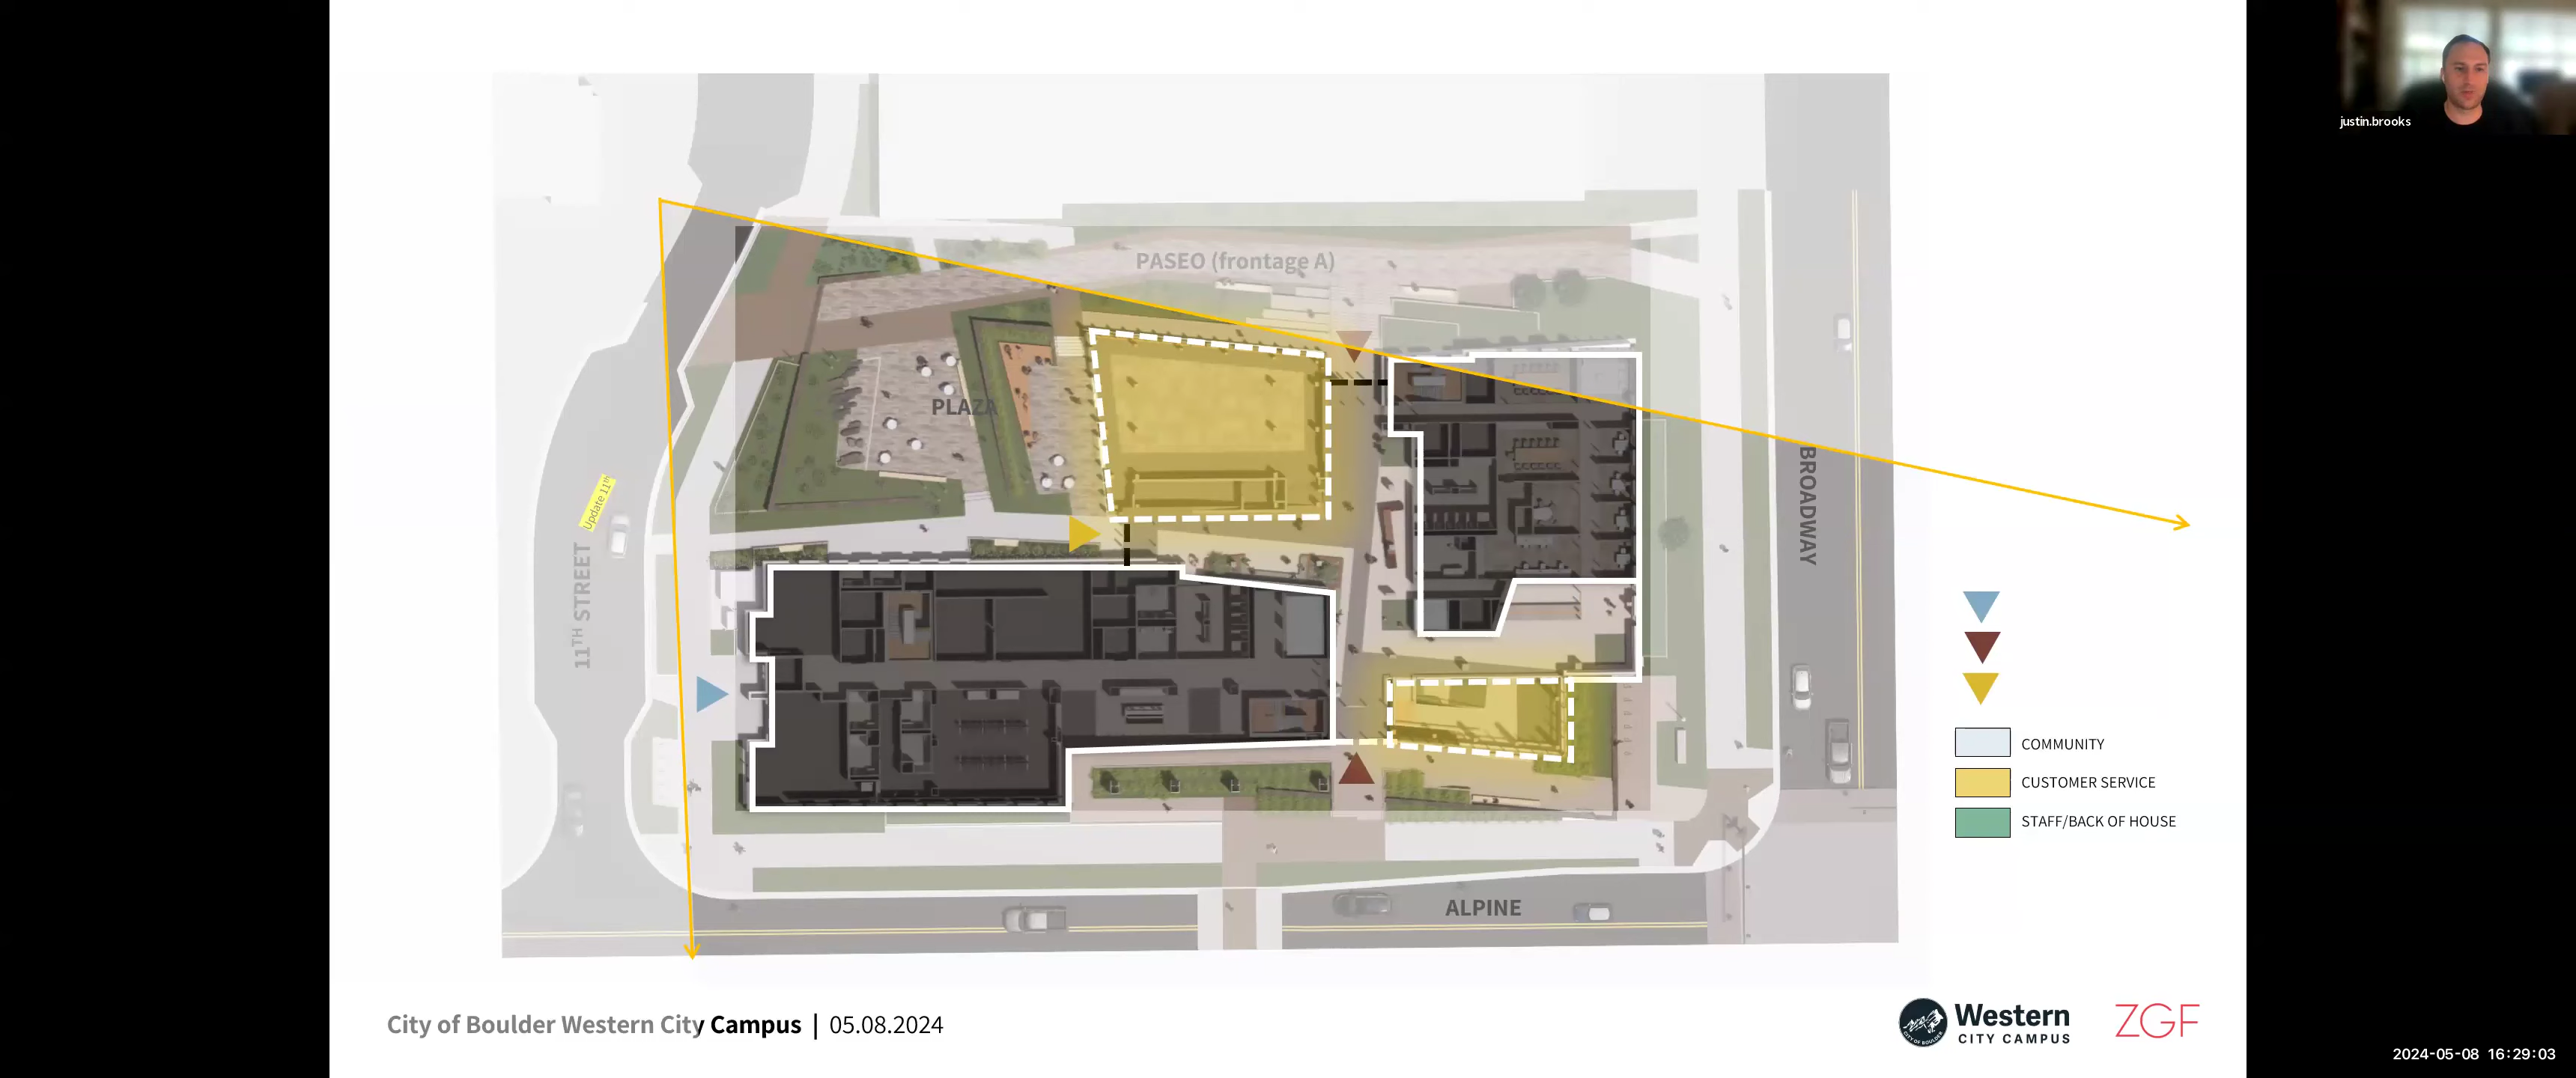 justin.brooks
PASEO (frontage A)
PLAZA
BROADWAY
Update 11th
11TH STREET
COMMUNITY
CUSTOMER SERVICE
STAFF/BACK OF HOUSE
ALPINE
City of Boulder Western City Campus | 05.08.2024
Western
CITY CAMPUS
ZGF
2024-05-08 16:29:03